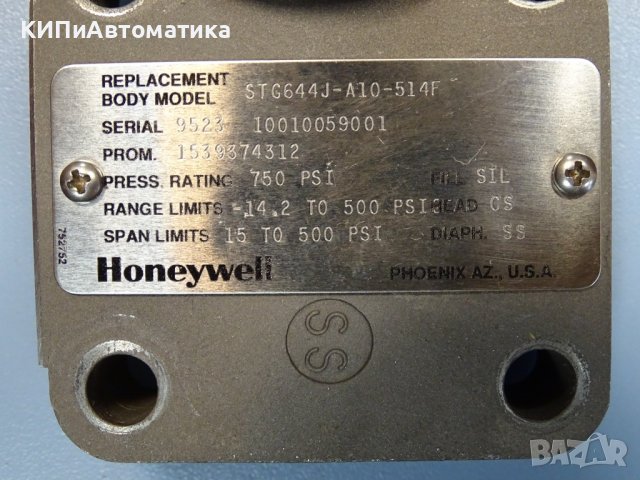 КИПиАвтоматика
REPLACEMENT
BODY MODEL STG644J-A10-514F
SERIAL 9523 10010059001
PROM. 1539374312
PRESS. RATING 750 PSI FILL SIL
RANGE LIMITS -14.2 TO 500 PSI HEAD CS
SPAN LIMITS 15 TO 500 PSI DIAPH. SS
752752
Honeywell PHOENIX AZ., U.S.A.
SS
BAZAR